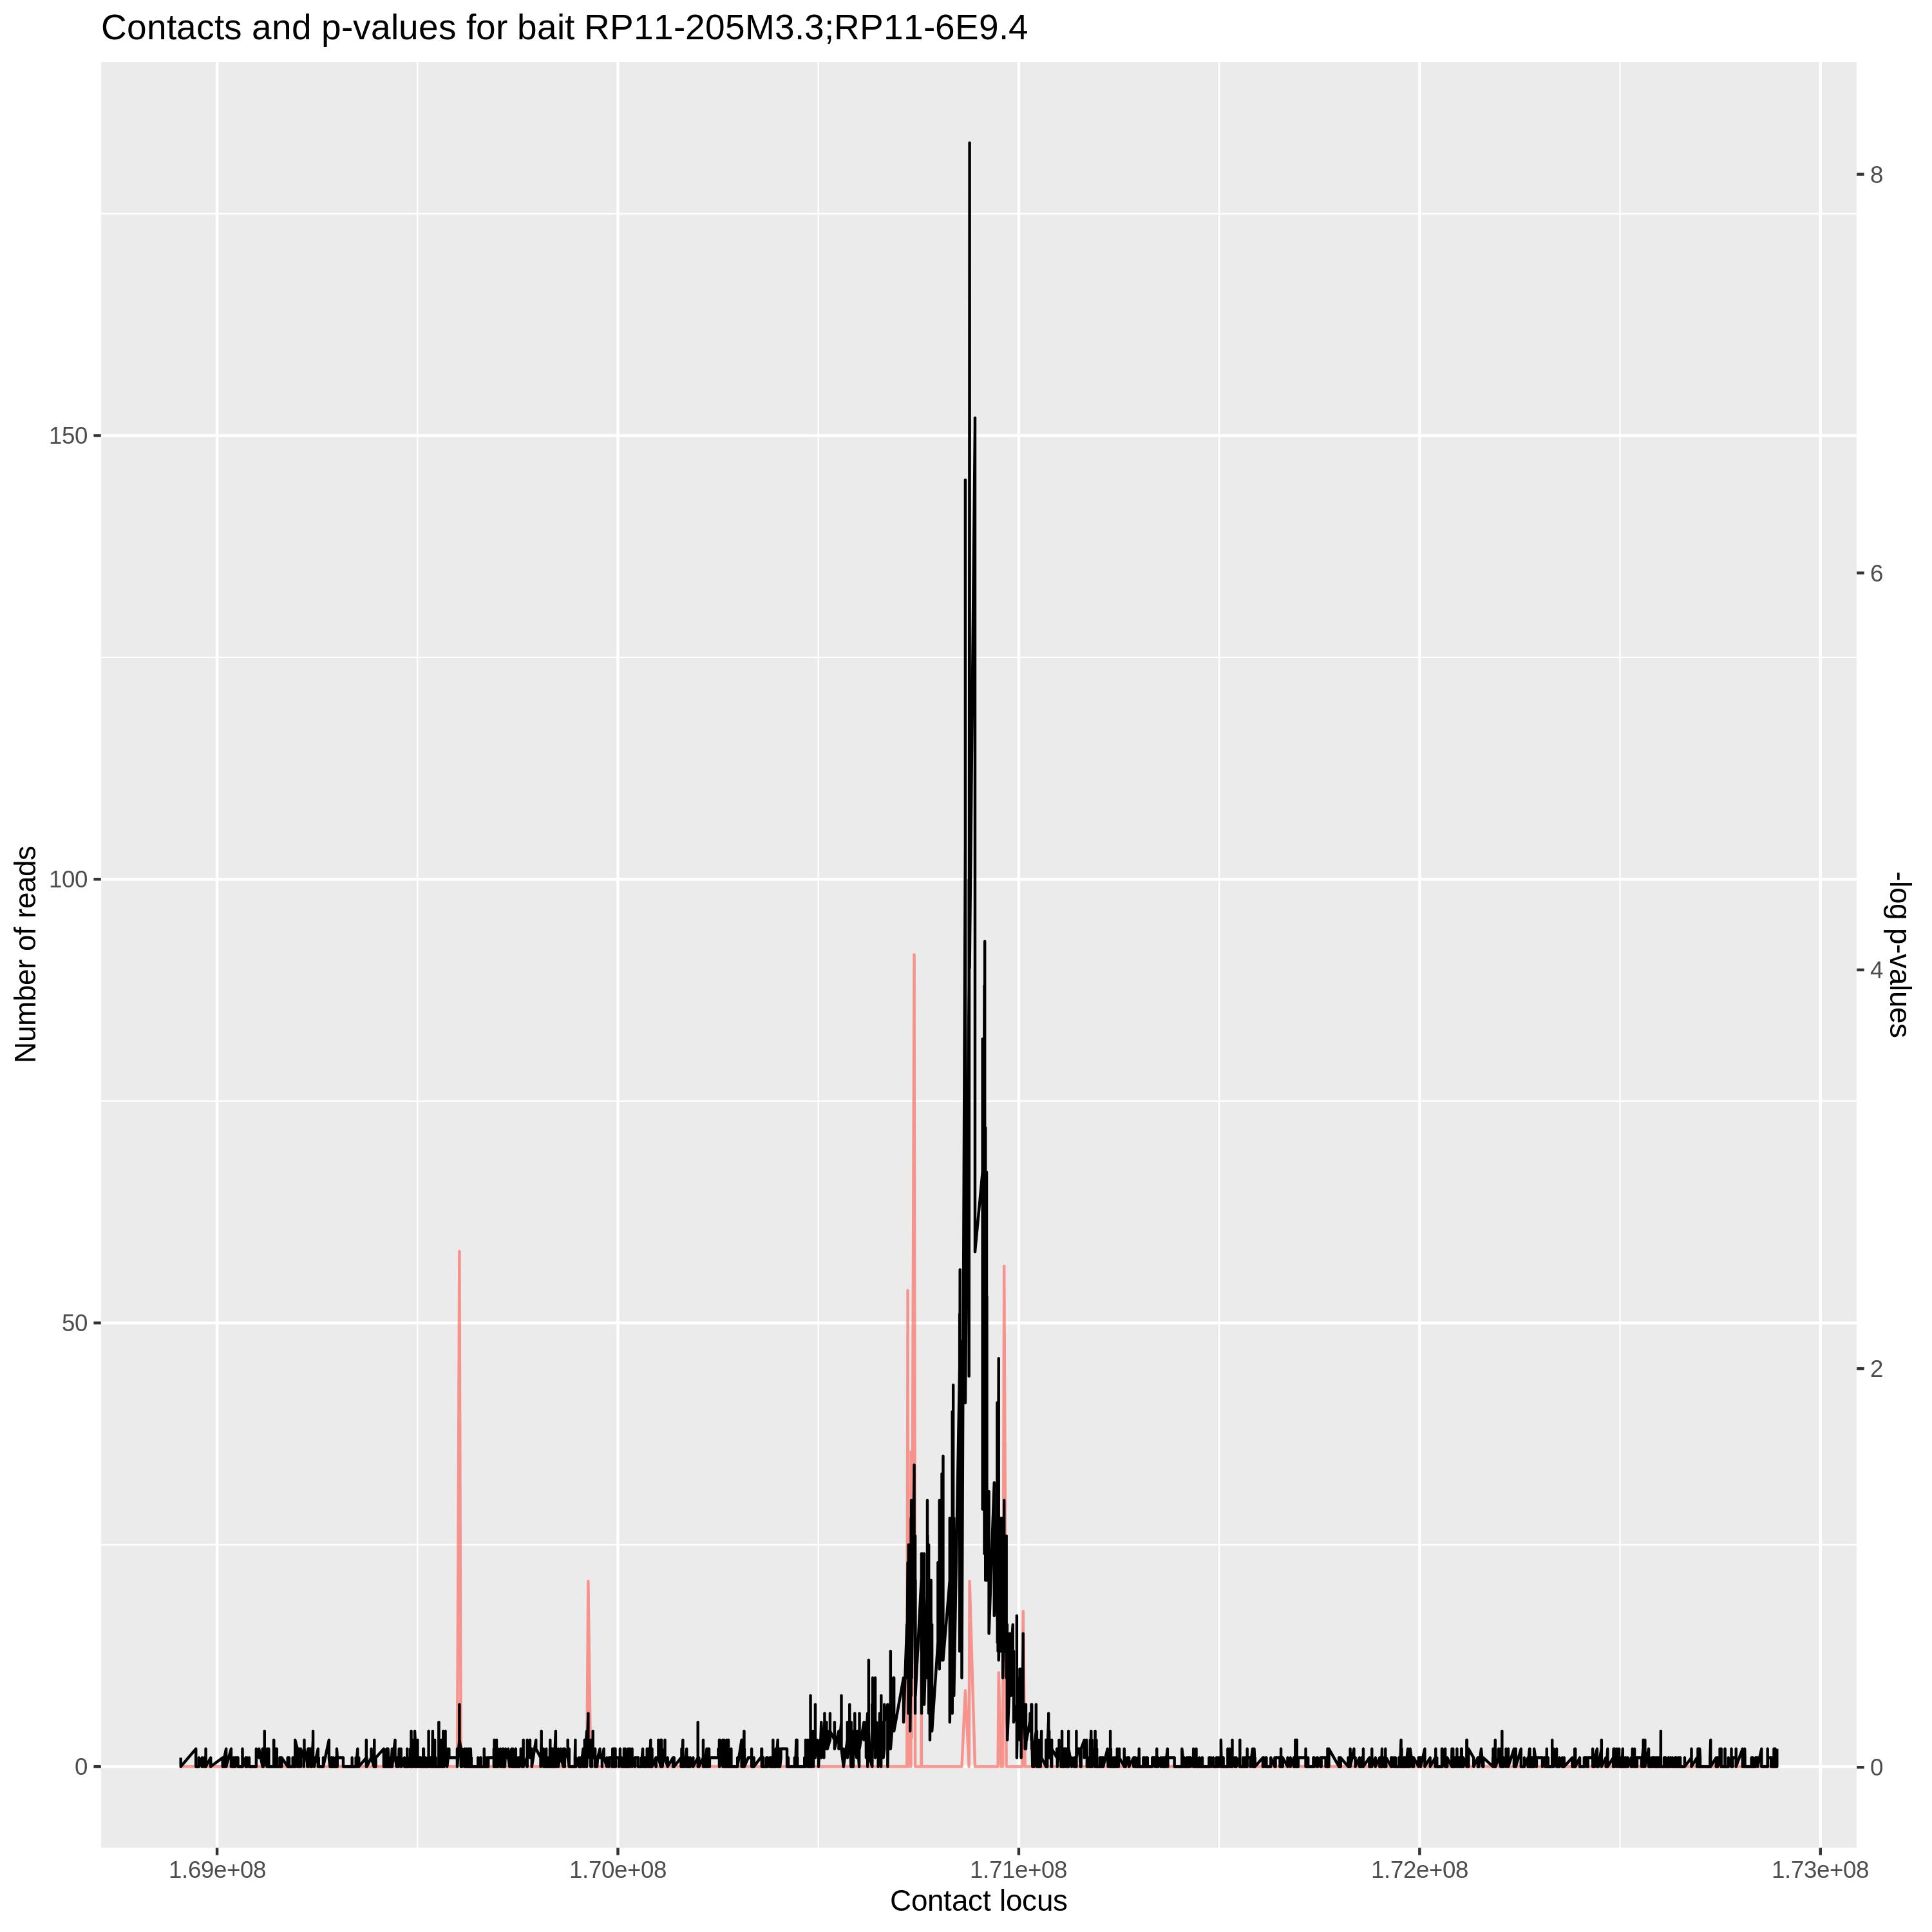 Contacts and p-values for bait RP11-205M3.3;RP11-6E9.4
Number of reads
150
100
50
0
8
6
4
2
0
-log p-values
1.69e+08 1.70e+08 1.71e+08 1.72e+08 1.73e+08
Contact locus